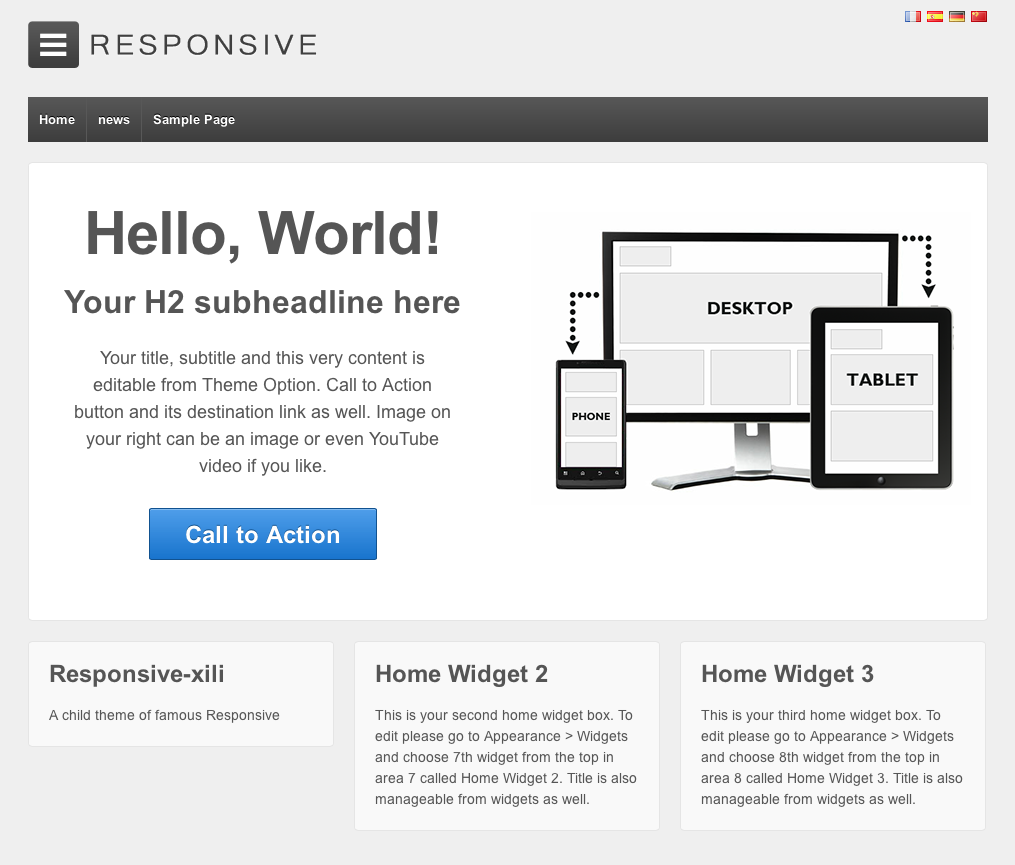 RESPONSIVE
Home news Sample Page
Hello, World!
Your H2 subheadline here
Your title, subtitle and this very content is
editable from Theme Option. Call to Action
button and its destination link as well. Image on
your right can be an image or even YouTube
video if you like.
Call to Action
DESKTOP
TABLET
PHONE
Responsive-xili
A child theme of famous Responsive
Home Widget 2
This is your second home widget box. To
edit please go to Appearance > Widgets
and choose 7th widget from the top in
area 7 called Home Widget 2. Title is also
manageable from widgets as well.
Home Widget 3
This is your third home widget box. To
edit please go to Appearance > Widgets
and choose 8th widget from the top in
area 8 called Home Widget 3. Title is also
manageable from widgets as well.